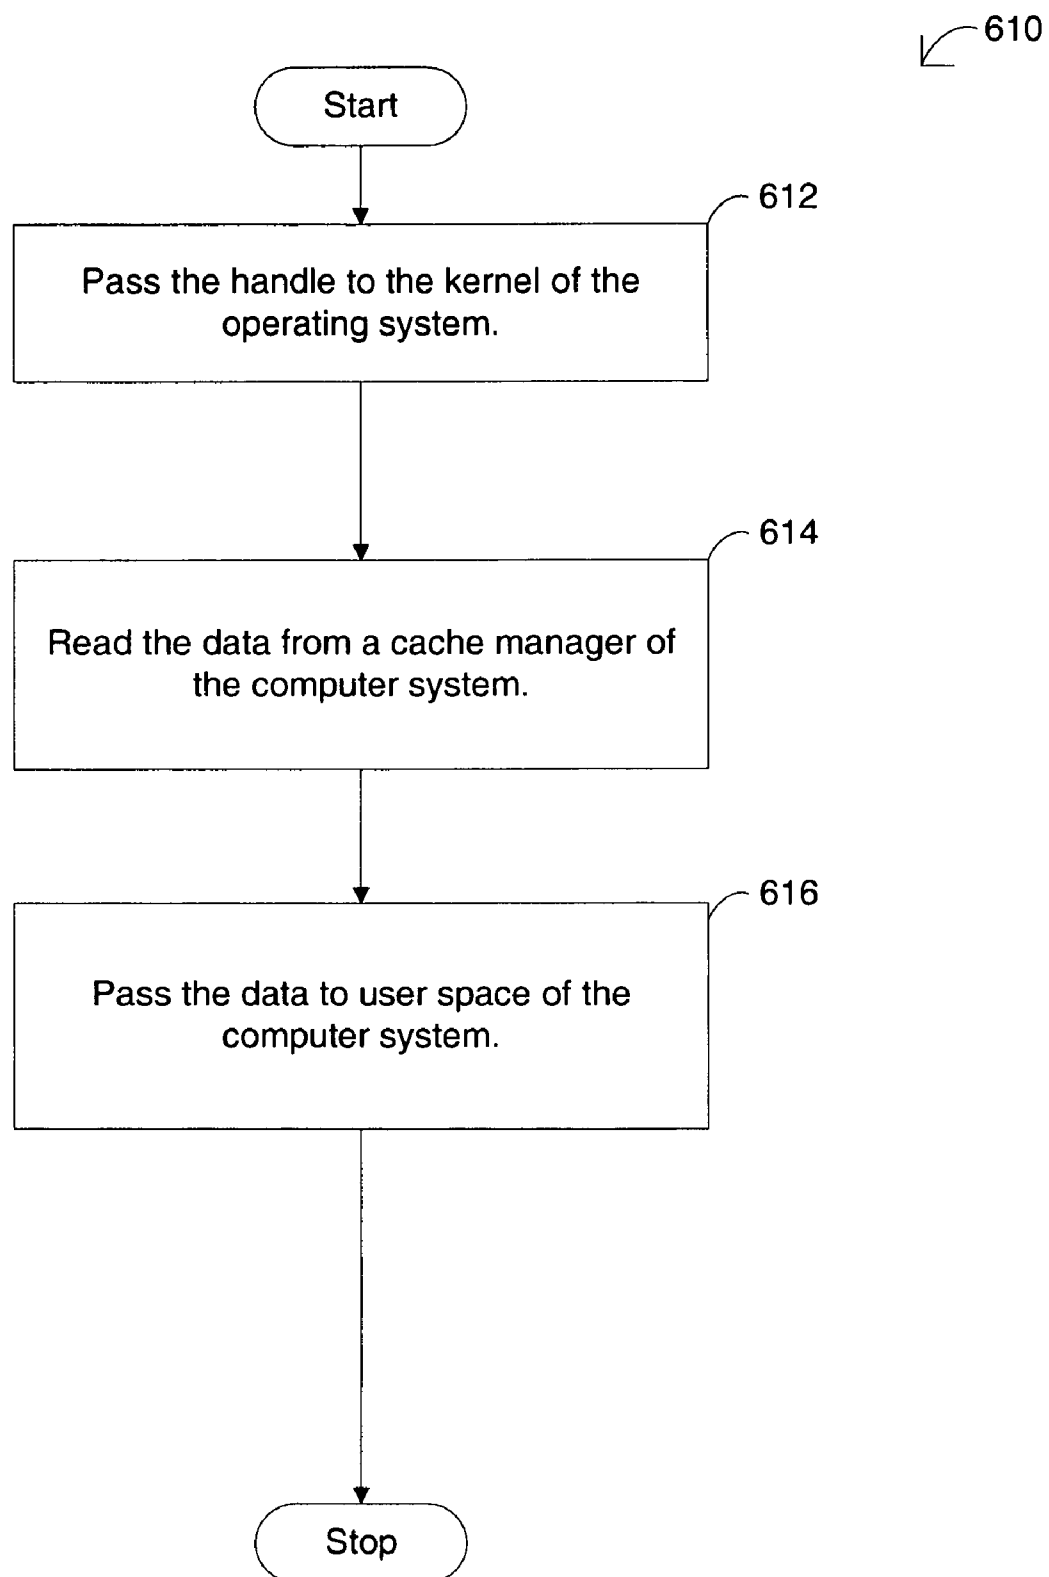 610
Start
612
Pass the handle to the kernel of the
operating system.
614
Read the data from a cache manager of
the computer system.
616
Pass the data to user space of the
computer system.
Stop